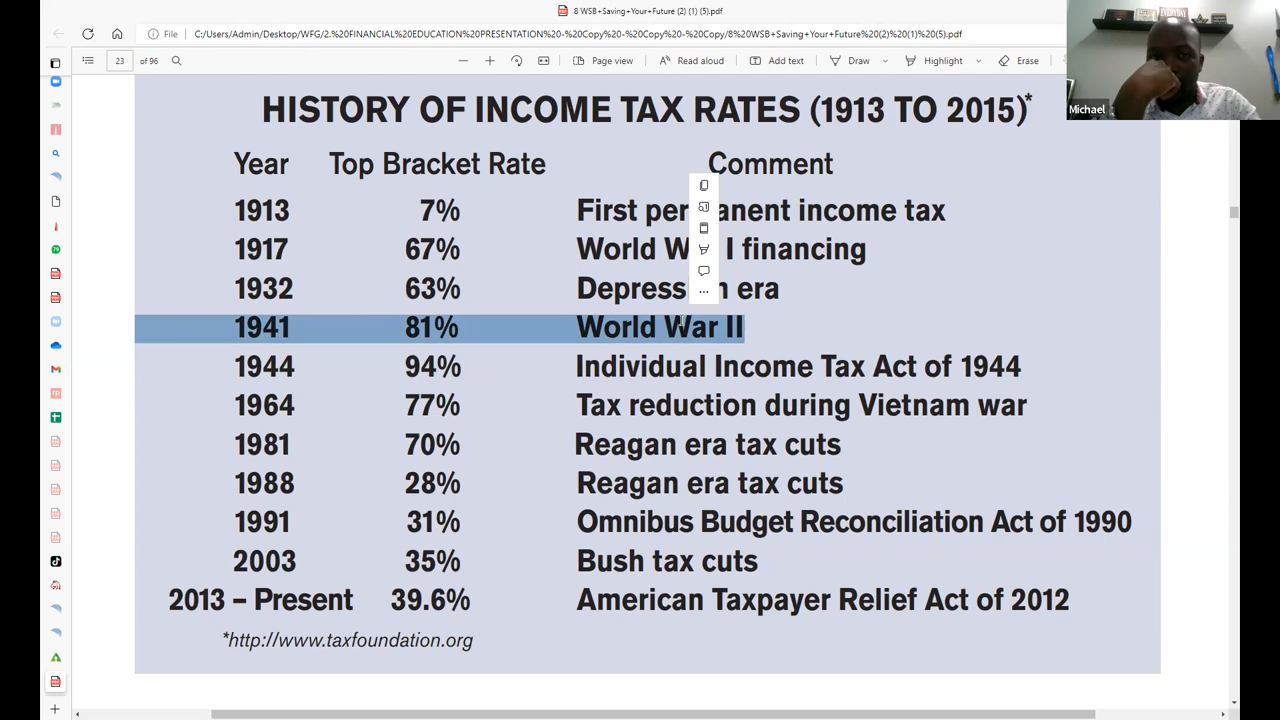 8 WSB+Saving+Your+Future (2) (1) (5).pdf
File
C:/Users/Admin/Desktop/WFG/2.%20FINANCIAL%20EDUCATION%20PRESENTATION%20-%20Copy%20-%20Copy%20-%20Copy/8%20WSB+Saving+Your+Future%20(2)%20(1)%20(5).pdf
23 of 96 Page view Read aloud Add text Draw Highlight Erase
Michael
HISTORY OF INCOME TAX RATES (1913 TO 2015)*
Year Top Bracket Rate Comment
1913 7% First per anent income tax
1917 67% World W I financing
1932 63% Depress n era
1941 81% World War II
1944 94% Individual Income Tax Act of 1944
1964 77% Tax reduction during Vietnam war
1981 70% Reagan era tax cuts
1988 28% Reagan era tax cuts
1991 31% Omnibus Budget Reconciliation Act of 1990
2003 35% Bush tax cuts
2013 – Present 39.6% American Taxpayer Relief Act of 2012
*http://www.taxfoundation.org